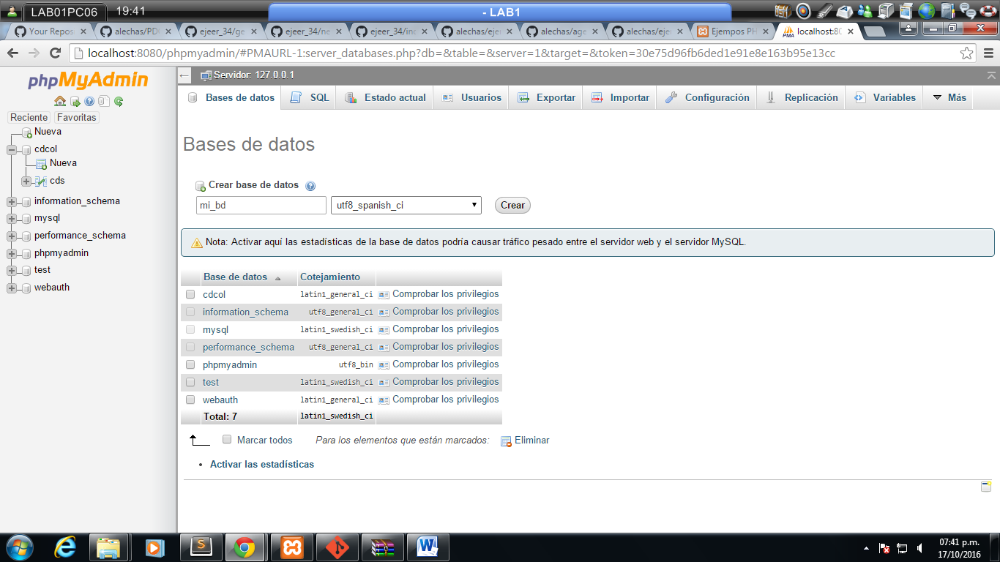 LAB01PC06 19:41 - LAB1
Your Repos alechas/PD ejeer_34/ge ejeer_34/ne ejeer_34/ind alechas/ejer alechas/age alechas/ejer Ejempos PH localhost:80
localhost:8080/phpmyadmin/#PMAURL-1:server_databases.php?db=&table=&server=1&target=&token=30e75d96fb6ded1e91e8e163b95e13cc
phpMyAdmin
Reciente Favoritas
Nueva
cdcol
Nueva
cds
information_schema
mysql
performance_schema
phpmyadmin
test
webauth
Servidor: 127.0.0.1
Bases de datos SQL Estado actual Usuarios Exportar Importar Configuración Replicación Variables Más
Bases de datos
Crear base de datos
mi_bd utf8_spanish_ci Crear
Nota: Activar aquí las estadísticas de la base de datos podría causar tráfico pesado entre el servidor web y el servidor MySQL.
Base de datos Cotejamiento
cdcol latin1_general_ci Comprobar los privilegios
information_schema utf8_general_ci Comprobar los privilegios
mysql latin1_swedish_ci Comprobar los privilegios
performance_schema utf8_general_ci Comprobar los privilegios
phpmyadmin utf8_bin Comprobar los privilegios
test latin1_swedish_ci Comprobar los privilegios
webauth latin1_general_ci Comprobar los privilegios
Total: 7 latin1_swedish_ci
Marcar todos Para los elementos que están marcados: Eliminar
• Activar las estadísticas
07:41 p.m.
17/10/2016